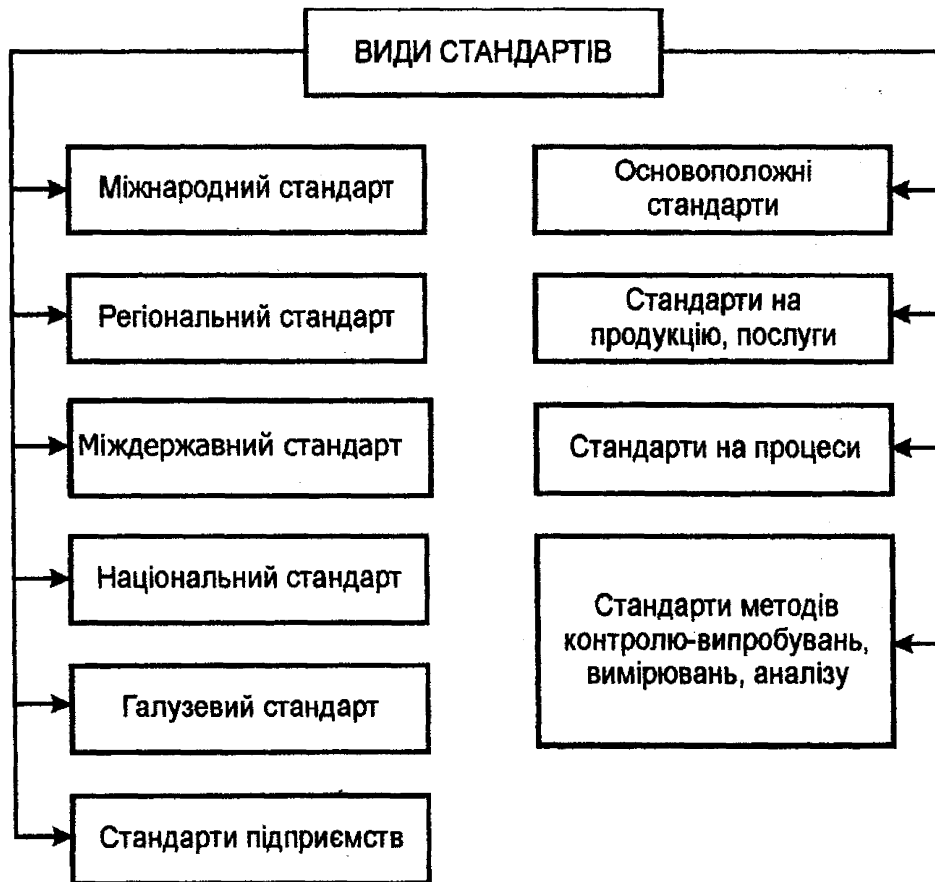 ВИДИ СТАНДАРТІВ
Міжнародний стандарт
Регіональний стандарт
Міждержавний стандарт
Національний стандарт
Галузевий стандарт
Стандарти підприємств
Основоположні
стандарти
Стандарти на
продукцію, послуги
Стандарти на процеси
Стандарти методів
контролю-випробувань,
вимірювань, аналізу